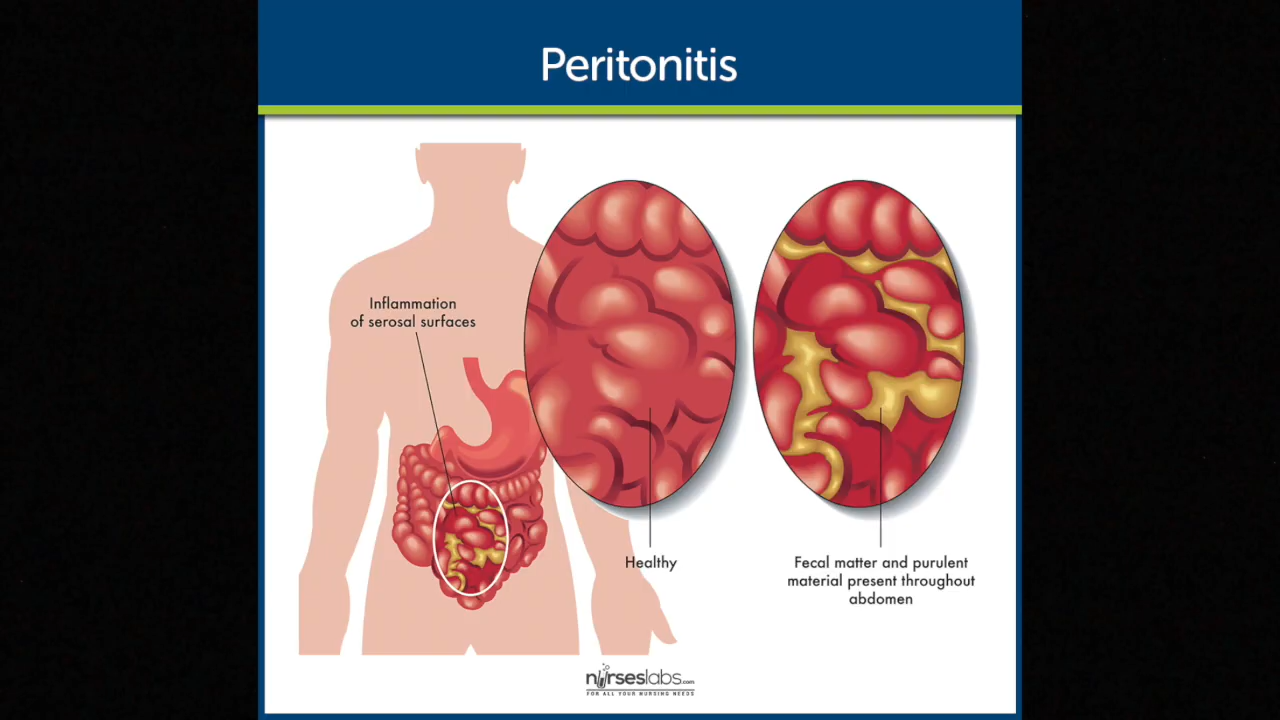 Peritonitis
Inflammation
of serosal surfaces
Healthy
Fecal matter and purulent
material present throughout
abdomen
nurseslabs.com
FOR ALL YOUR NURSING NEEDS